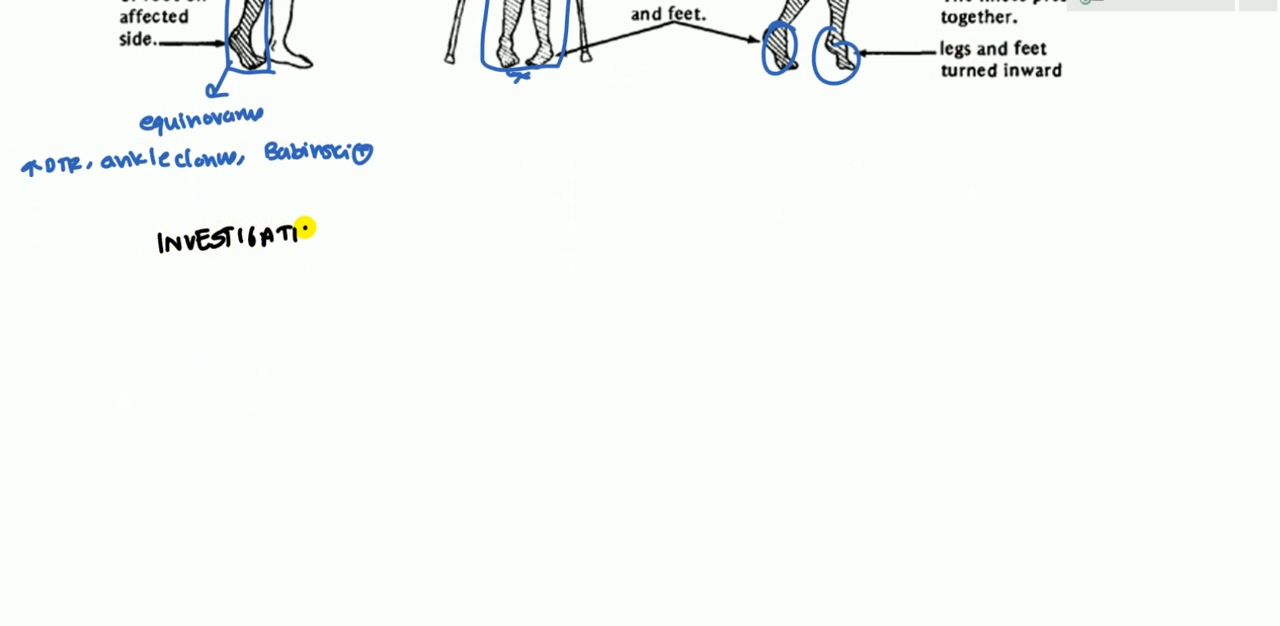 affected
side.
and feet.
together.
legs and feet
turned inward
equinovarus
↑DTR, ankle clonus, Babinski ⊕
INVESTIGATI